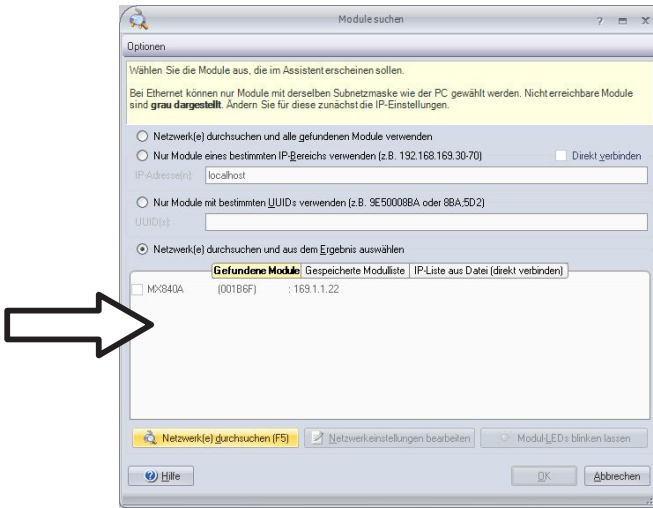 Module suchen
Optionen
Wählen Sie die Module aus, die im Assistent erscheinen sollen.
Bei Ethernet können nur Module mit derselben Subnetzmaske wie der PC gewählt werden. Nicht erreichbare Module
sind grau dargestellt. Ändern Sie für diese zunächst die IP-Einstellungen.
Netzwerk(e) durchsuchen und alle gefundenen Module verwenden
Nur Module eines bestimmten IP-Bereichs verwenden (z.B. 192.168.169.30-70) Direkt verbinden
IP-Adresse(n): localhost
Nur Module mit bestimmten UUIDs verwenden (z.B. 9E50008BA oder 8BA;5D2)
UUID(s):
Netzwerk(e) durchsuchen und aus dem Ergebnis auswählen
Gefundene Module Gespeicherte Modulliste IP-Liste aus Datei (direkt verbinden)
MX840A (001B6F) : 169.1.1.22
Netzwerk(e) durchsuchen (F5) Netzwerkeinstellungen bearbeiten Modul-LEDs blinken lassen
Hilfe OK Abbrechen